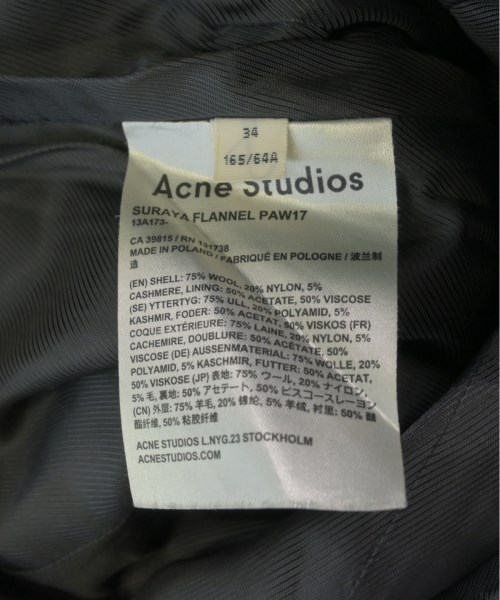 34
165/64A
Acne Studios
SURAYA FLANNEL PAW17
13A173-
CA 39815 / RN 131738
MADE IN POLAND / FABRIQUÉ EN POLOGNE / 波兰制
造
(EN) SHELL: 75% WOOL, 20% NYLON, 5%
CASHMERE, LINING: 50% ACETATE, 50% VISCOSE
(SE) YTTERTYG: 75% ULL, 20% POLYAMID, 5%
KASHMIR, FODER: 50% ACETAT, 50% VISKOS (FR)
COQUE EXTÉRIEURE: 75% LAINE, 20% NYLON, 5%
CACHEMIRE, DOUBLURE: 50% ACÉTATE, 50%
VISCOSE (DE) AUSSENMATERIAL: 75% WOLLE, 20%
POLYAMID, 5% KASCHMIR, FUTTER: 50% ACETAT,
50% VISKOSE (JP) 表地: 75% ウール, 20% ナイロン,
5% 毛, 裏地: 50% アセテート, 50% ビスコースレーヨン
(CN) 外层: 75% 羊毛, 20% 锦纶, 5% 羊绒, 衬里: 50% 醋
酯纤维, 50% 粘胶纤维
ACNE STUDIOS L.NYG.23 STOCKHOLM
ACNESTUDIOS.COM